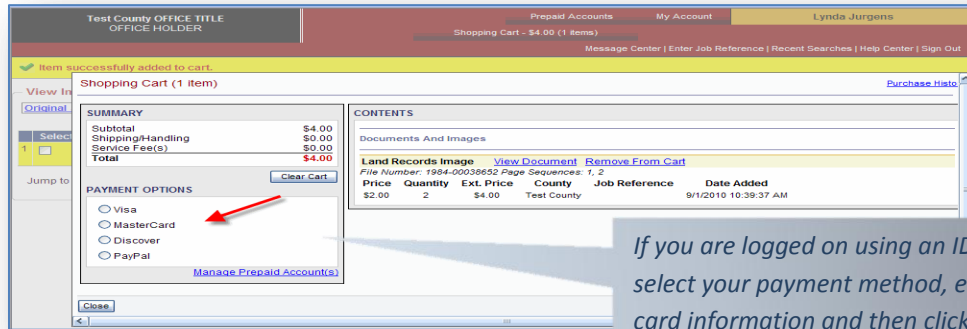 Test County OFFICE TITLE
OFFICE HOLDER
Prepaid Accounts My Account Lynda Jurgens
Shopping Cart - $4.00 (1 items)
Message Center | Enter Job Reference | Recent Searches | Help Center | Sign Out
Item successfully added to cart.
View
Original
Select
1
Jump to
Shopping Cart (1 item) Purchase
SUMMARY
Subtotal $4.00
Shipping/Handling $0.00
Service Fee(s) $0.00
Total $4.00
Clear Cart
PAYMENT OPTIONS
Visa
MasterCard
Discover
PayPal
Manage Prepaid Account(s)
Close
CONTENTS
Documents And Images
Land Records Image View Document Remove From Cart
File Number: 1984-00038652 Page Sequences: 1, 2
Price Quantity Ext. Price County Job Reference Date Added
$2.00 2 $4.00 Test County 9/1/2010 10:39:37 AM
If you are logged on using an ID
select your payment method, e
card information and then click